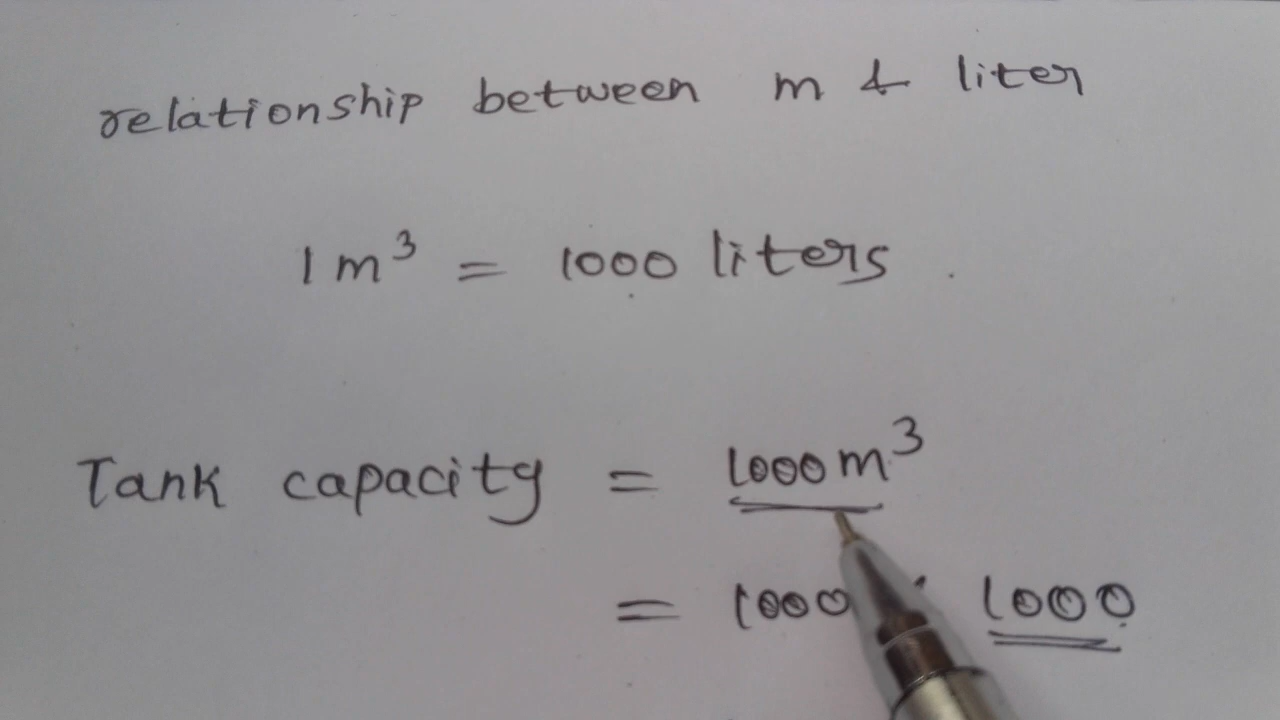 relationship between m & liter
1 m³ = 1000 liters .
Tank capacity = 1000 m³
= 1000 1000